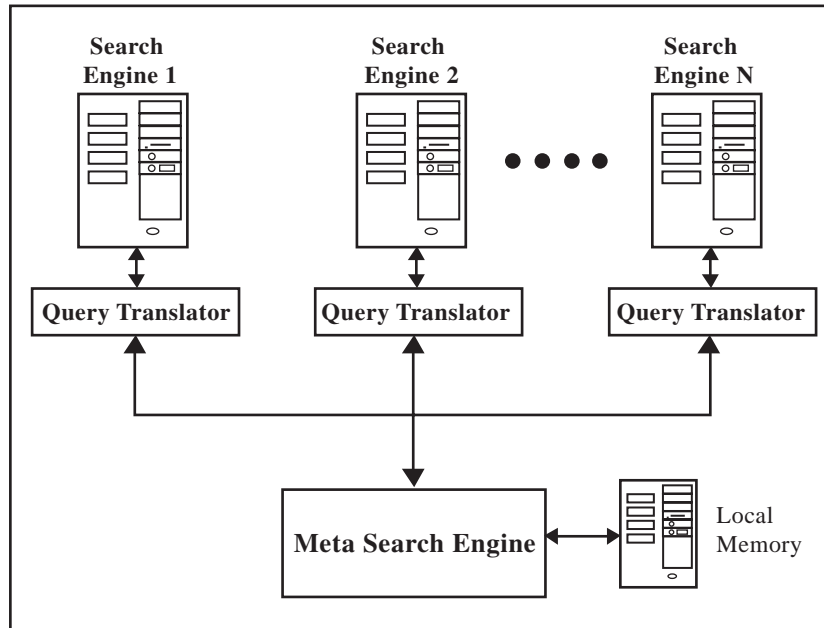 Search
Engine 1
Search
Engine 2
Search
Engine N
Query Translator
Query Translator
Query Translator
Meta Search Engine
Local
Memory